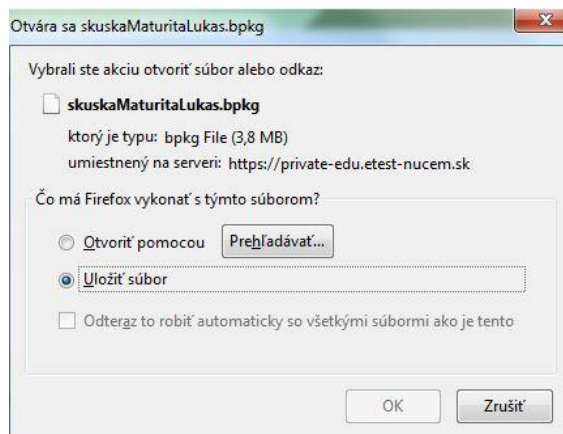 Otvára sa skuskaMaturitaLukas.bpkg
Vybrali ste akciu otvoriť súbor alebo odkaz:
skuskaMaturitaLukas.bpkg
ktorý je typu: bpkg File (3,8 MB)
umiestnený na serveri: https://private-edu.etest-nucem.sk
Čo má Firefox vykonať s týmto súborom?
Otvoriť pomocou Prehľadávať...
Uložiť súbor
Odteraz to robiť automaticky so všetkými súbormi ako je tento
OK Zrušiť